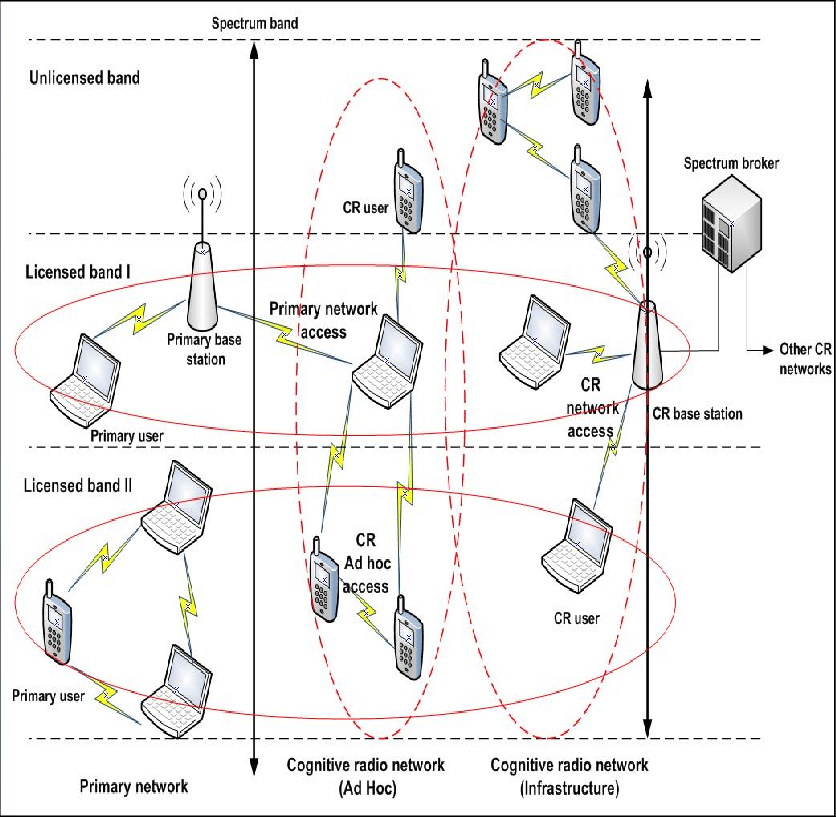 Spectrum band
Unlicensed band
Spectrum broker
CR user
Licensed band I
Primary network
access
Primary base
station
Other CR
networks
CR
network
access
CR base station
Primary user
Licensed band II
CR
Ad hoc
access
CR user
Primary user
Cognitive radio network
(Ad Hoc)
Cognitive radio network
(Infrastructure)
Primary network